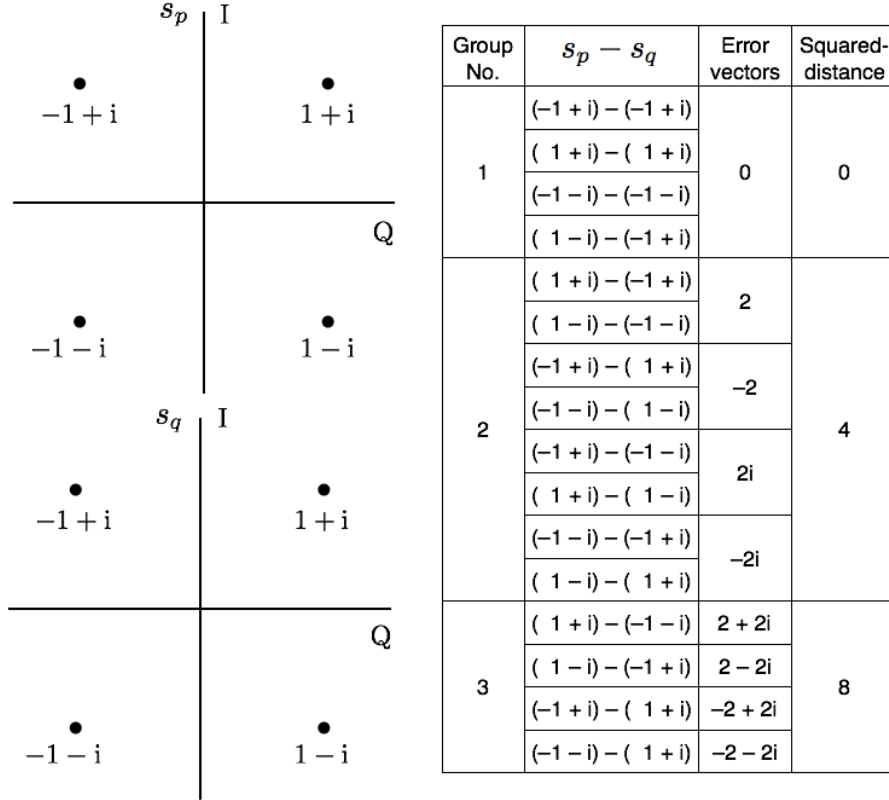 s_p I
−1 + i 1 + i
Q
−1 − i 1 − i
s_q I
−1 + i 1 + i
Q
−1 − i 1 − i
Group No. s_p − s_q Error vectors Squared-distance
1
(–1 + i) – (–1 + i)
( 1 + i) – ( 1 + i)
(–1 – i) – (–1 – i)
( 1 – i) – (–1 + i)
0
0
2
( 1 + i) – (–1 + i)
( 1 – i) – (–1 – i)
2
(–1 + i) – ( 1 + i)
(–1 – i) – ( 1 – i)
–2
(–1 + i) – (–1 – i)
( 1 + i) – ( 1 – i)
2i
(–1 – i) – (–1 + i)
( 1 – i) – ( 1 + i)
–2i
4
3
( 1 + i) – (–1 – i) 2 + 2i
( 1 – i) – (–1 + i) 2 – 2i
(–1 + i) – ( 1 + i) –2 + 2i
(–1 – i) – ( 1 + i) –2 – 2i
8